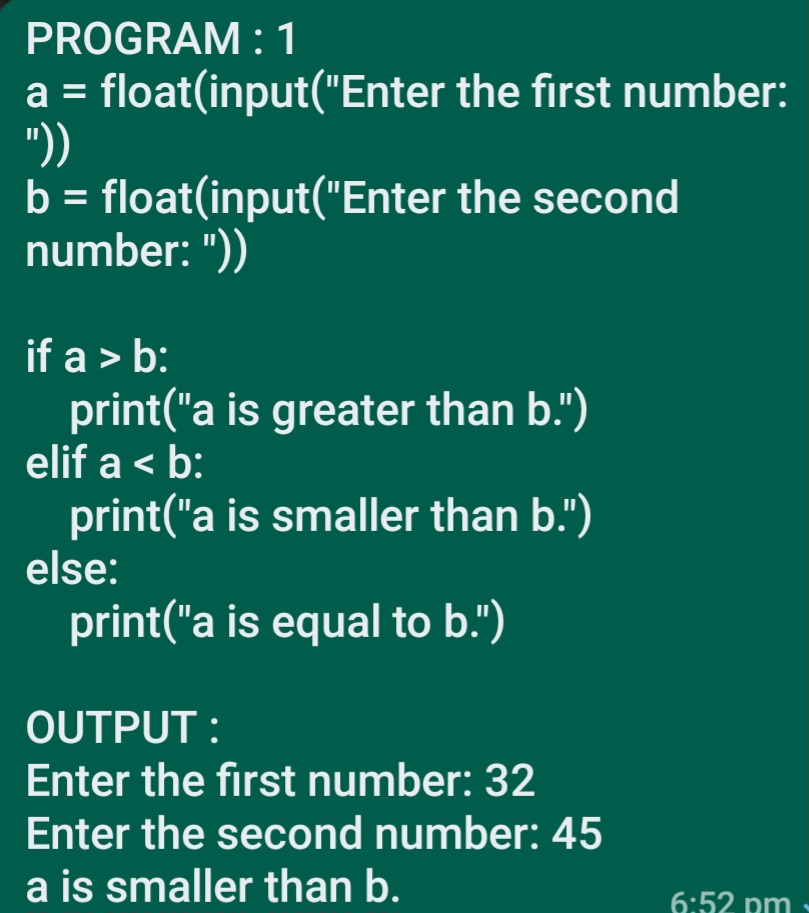 PROGRAM : 1
a = float(input("Enter the first number:
"))
b = float(input("Enter the second
number: "))

if a > b:
    print("a is greater than b.")
elif a < b:
    print("a is smaller than b.")
else:
    print("a is equal to b.")

OUTPUT :
Enter the first number: 32
Enter the second number: 45
a is smaller than b.
6:52 pm